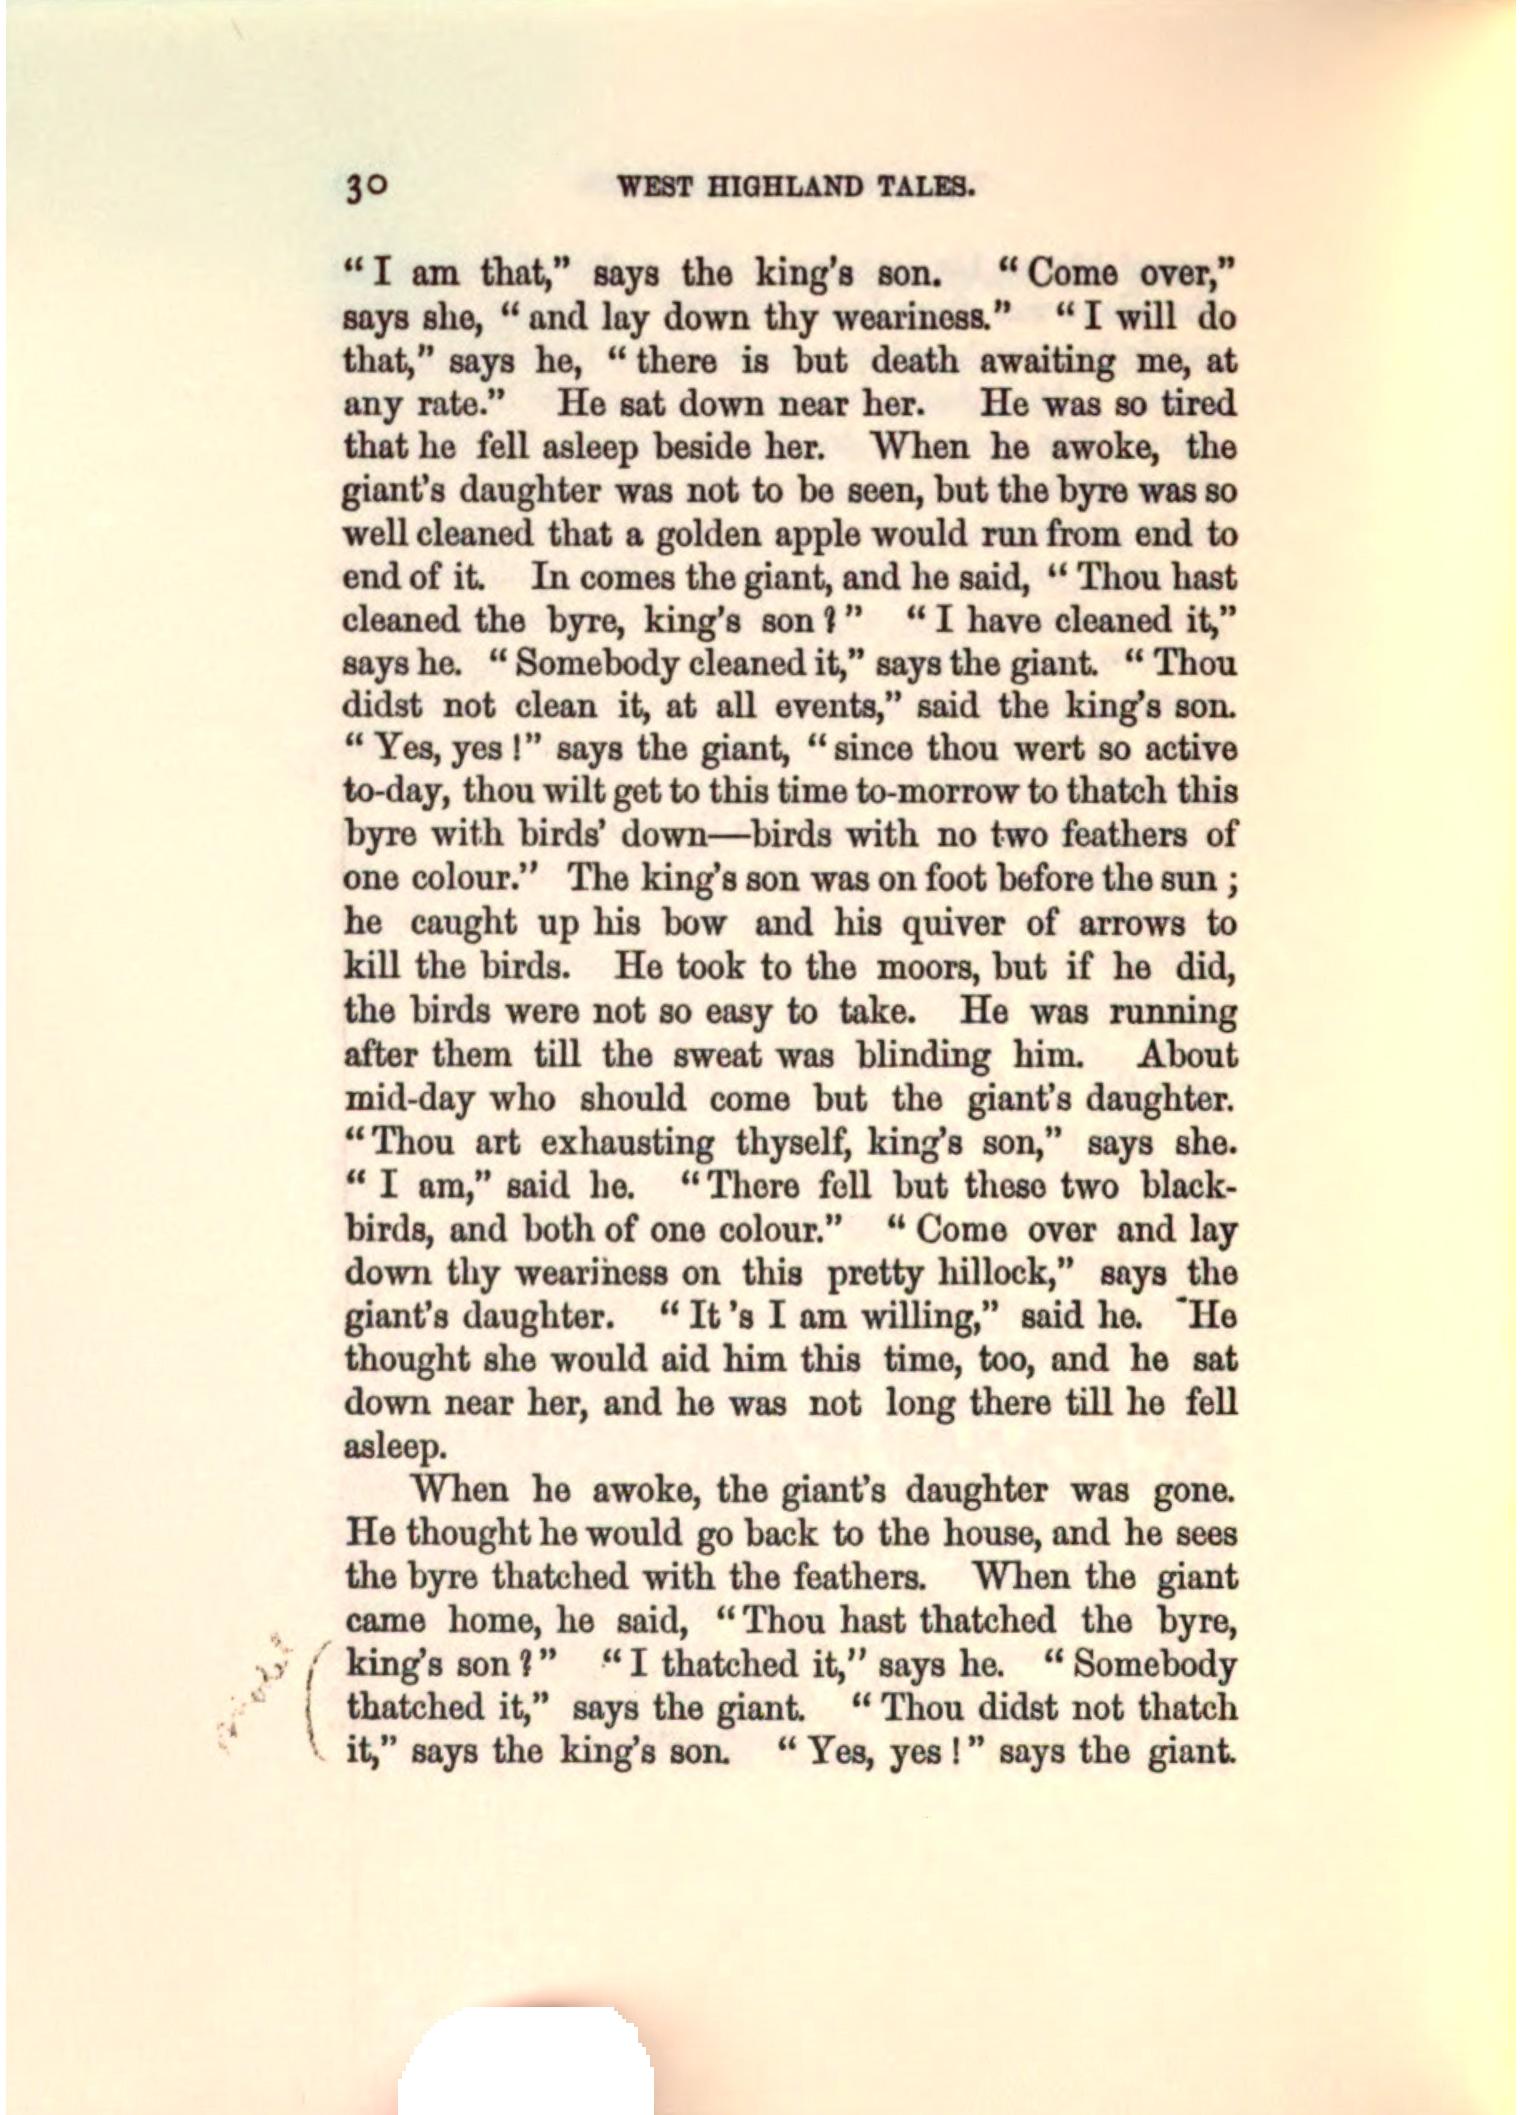 30 WEST HIGHLAND TALES.
“I am that,” says the king's son. “Come over,”
says she, “and lay down thy weariness.” “I will do
that,” says he, “there is but death awaiting me, at
any rate.” He sat down near her. He was so tired
that he fell asleep beside her. When he awoke, the
giant's daughter was not to be seen, but the byre was so
well cleaned that a golden apple would run from end to
end of it. In comes the giant, and he said, “Thou hast
cleaned the byre, king's son?” “I have cleaned it,”
says he. “Somebody cleaned it,” says the giant. “Thou
didst not clean it, at all events,” said the king's son.
“Yes, yes!” says the giant, “since thou wert so active
to-day, thou wilt get to this time to-morrow to thatch this
byre with birds' down—birds with no two feathers of
one colour.” The king's son was on foot before the sun;
he caught up his bow and his quiver of arrows to
kill the birds. He took to the moors, but if he did,
the birds were not so easy to take. He was running
after them till the sweat was blinding him. About
mid-day who should come but the giant's daughter.
“Thou art exhausting thyself, king's son,” says she.
“I am,” said he. “There fell but these two black-
birds, and both of one colour.” “Come over and lay
down thy weariness on this pretty hillock,” says the
giant's daughter. “It's I am willing,” said he. He
thought she would aid him this time, too, and he sat
down near her, and he was not long there till he fell
asleep.
When he awoke, the giant's daughter was gone.
He thought he would go back to the house, and he sees
the byre thatched with the feathers. When the giant
came home, he said, “Thou hast thatched the byre,
king's son?” “I thatched it,” says he. “Somebody
thatched it,” says the giant. “Thou didst not thatch
it,” says the king's son. “Yes, yes!” says the giant.